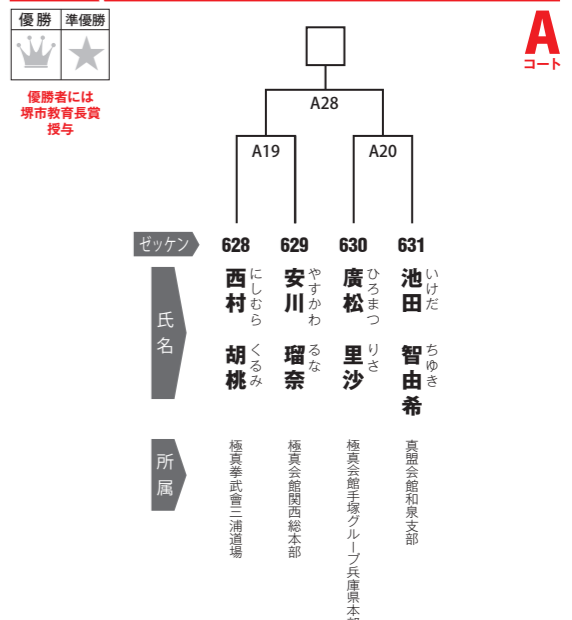 優勝 準優勝
優勝者には
堺市教育長賞
授与
A
コート
A28
A19 A20
ゼッケン 628 629 630 631
氏名
西村 胡桃
にしむら くるみ
安川 瑠奈
やすかわ るな
廣松 里沙
ひろまつ りさ
池田 智由希
いけだ ちゆき
所属
極真拳武會三浦道場
極真会館関西総本部
極真会館手塚グループ兵庫県本部
真盟会館和泉支部